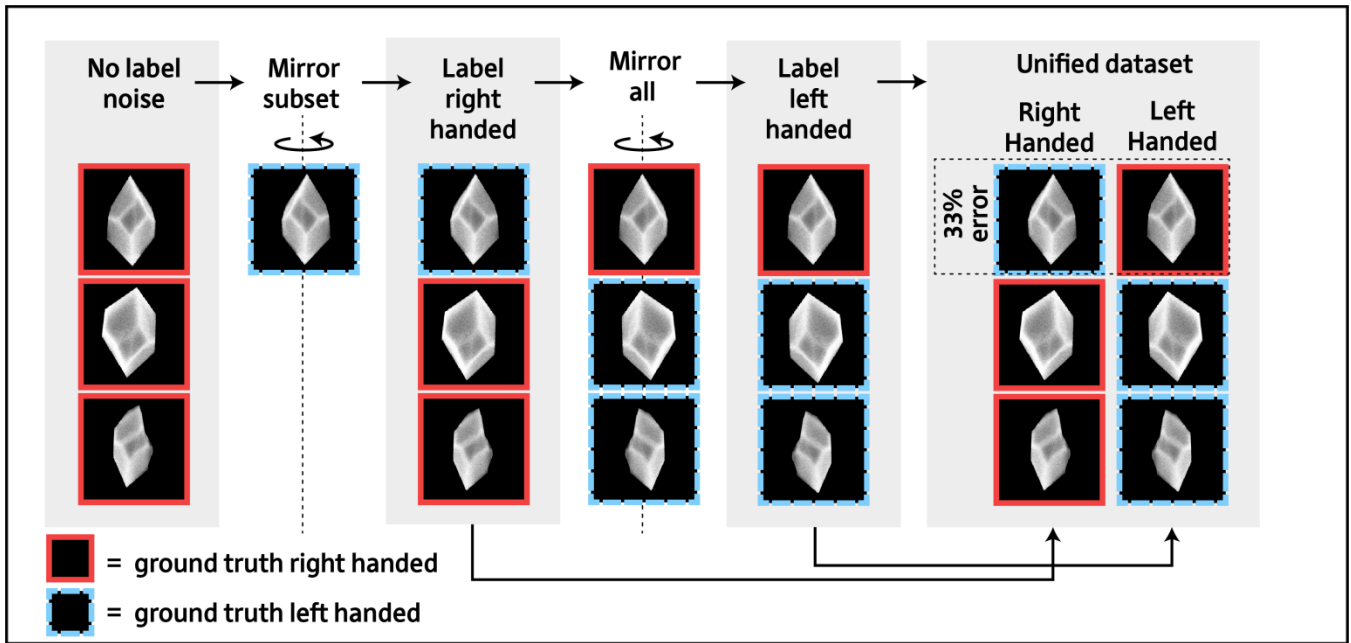 No label
noise
Mirror
subset
Label
right
handed
Mirror
all
Label
left
handed
Unified dataset
Right
Handed
Left
Handed
33%
error
= ground truth right handed
= ground truth left handed